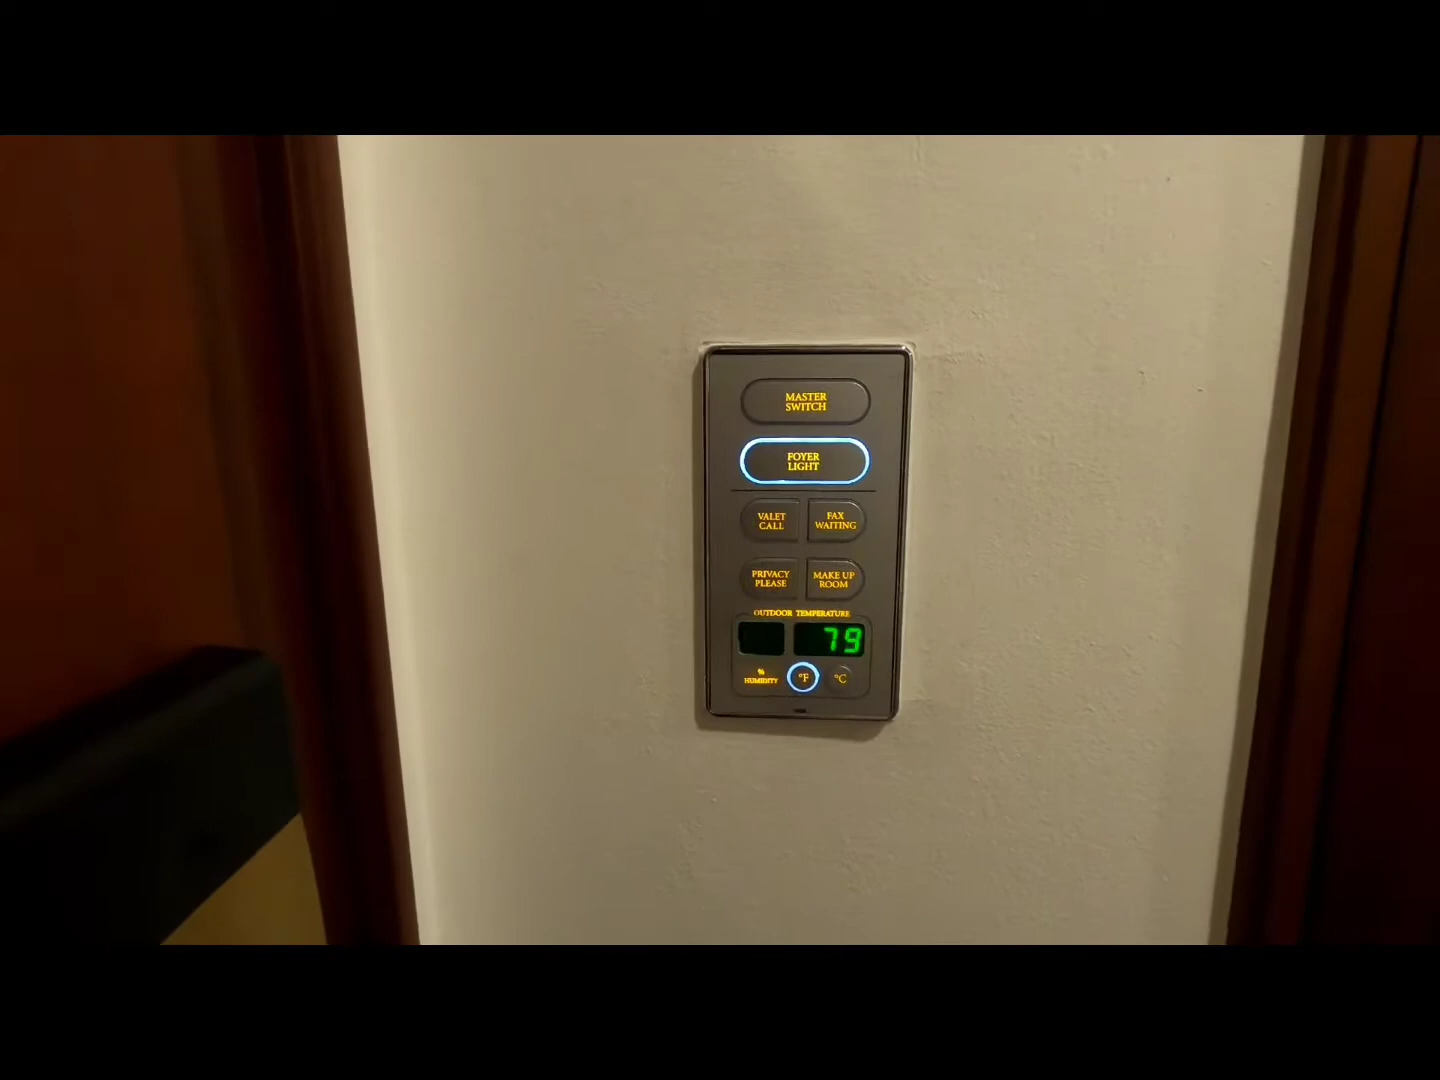 MASTER
SWITCH
FOYER
LIGHT
VALET
CALL
FAX
WAITING
PRIVACY
PLEASE
MAKE UP
ROOM
OUTDOOR TEMPERATURE
79
%
HUMIDITY
°F
°C